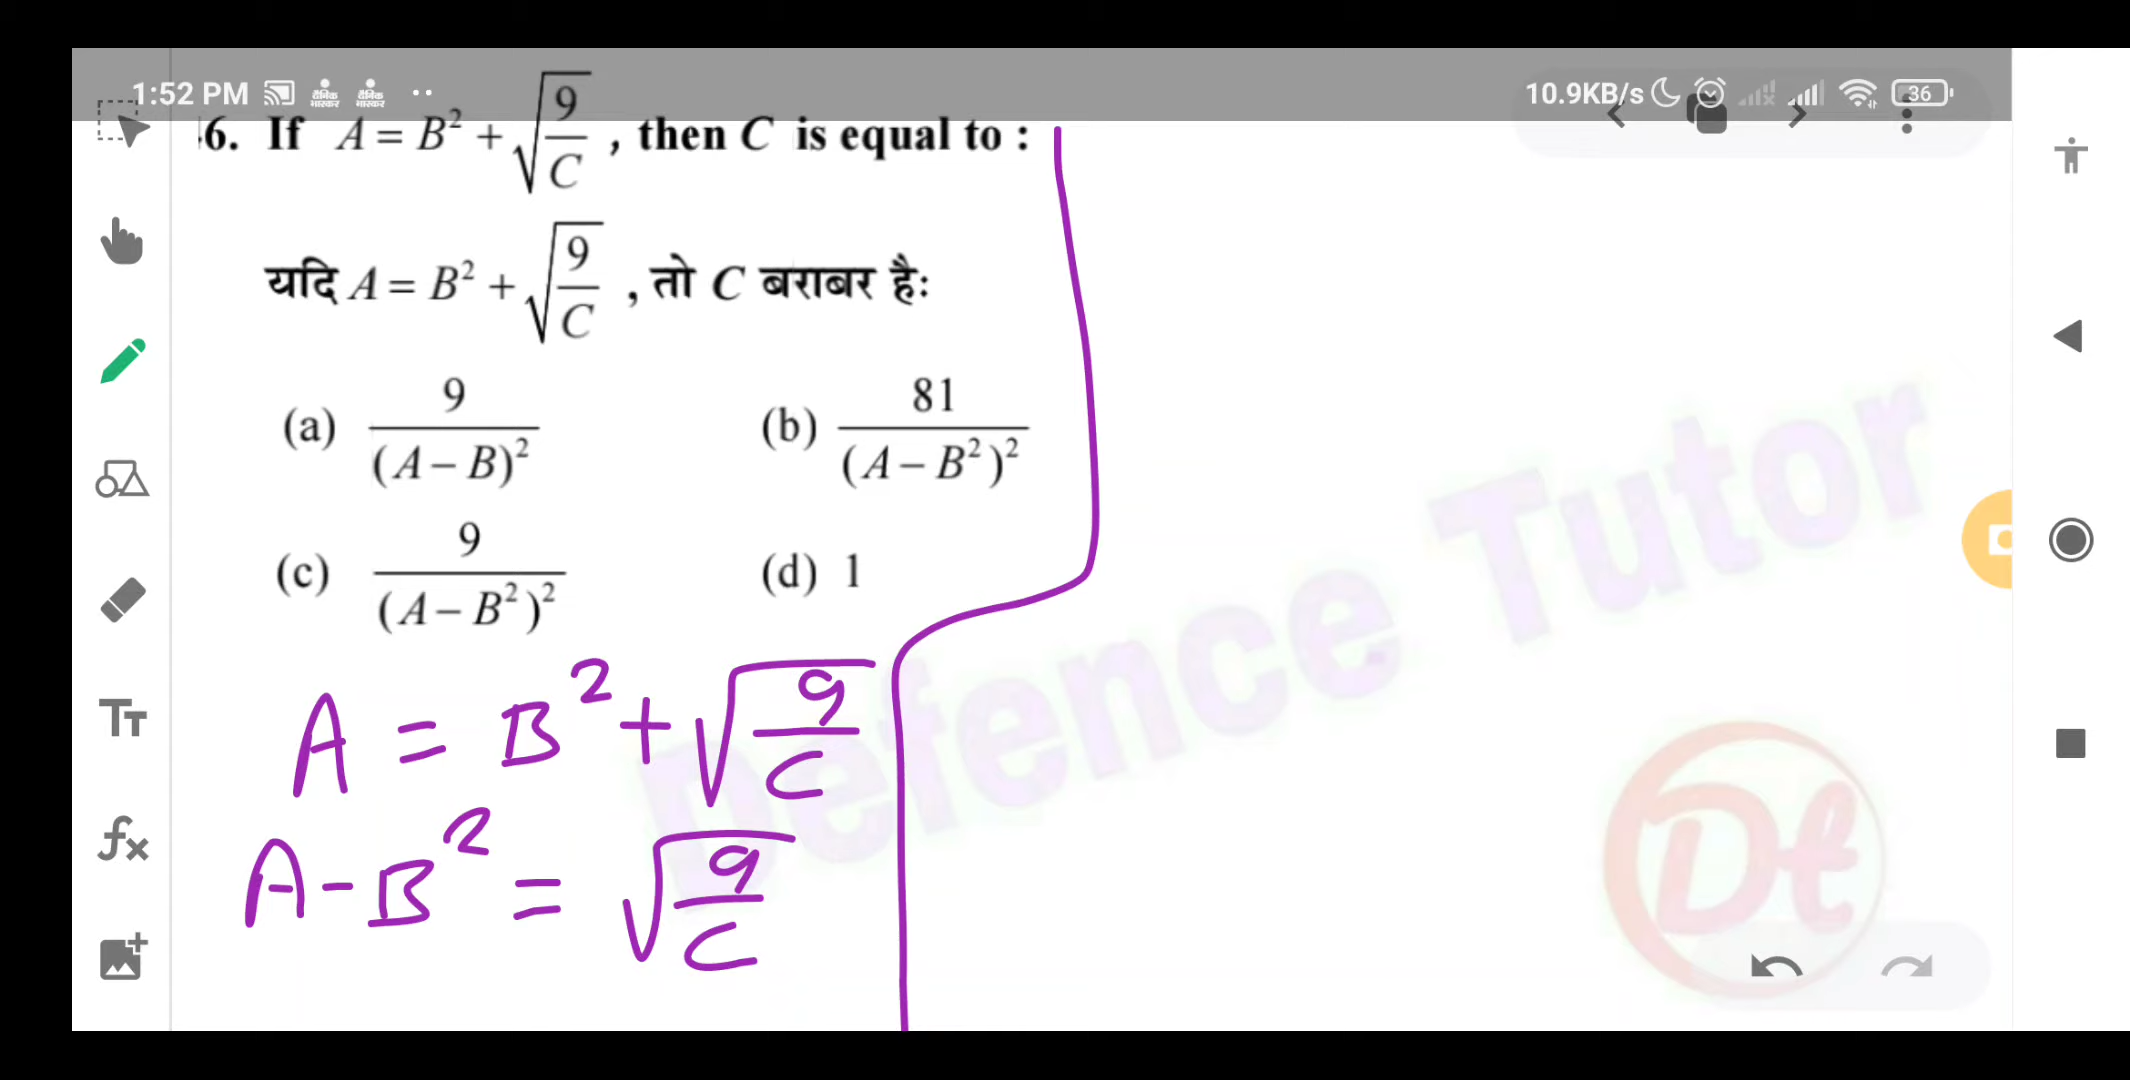 1:52 PM
10.9KB/s 36
6. If A = B² + √(9/C), then C is equal to :
यदि A = B² + √(9/C), तो C बराबर है:
(a) 9/(A – B)² (b) 81/(A – B²)²
(c) 9/(A – B²)² (d) 1
A = B² + √(9/C)
A - B² = √(9/C)
Defence Tutor
Dt